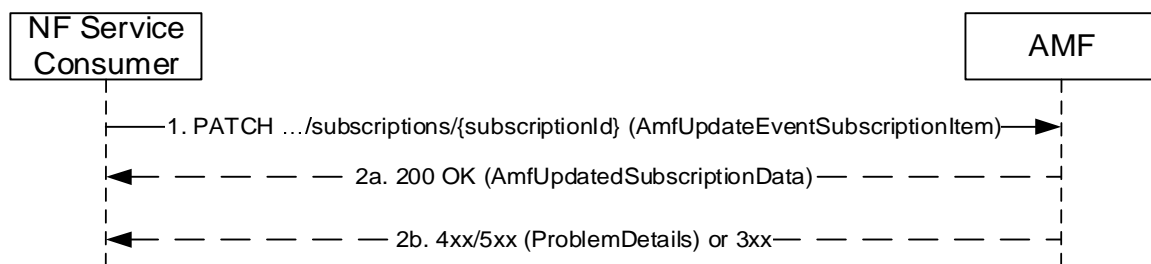 NF Service
Consumer
AMF
1. PATCH …/subscriptions/{subscriptionId} (AmfUpdateEventSubscriptionItem)
2a. 200 OK (AmfUpdatedSubscriptionData)
2b. 4xx/5xx (ProblemDetails) or 3xx